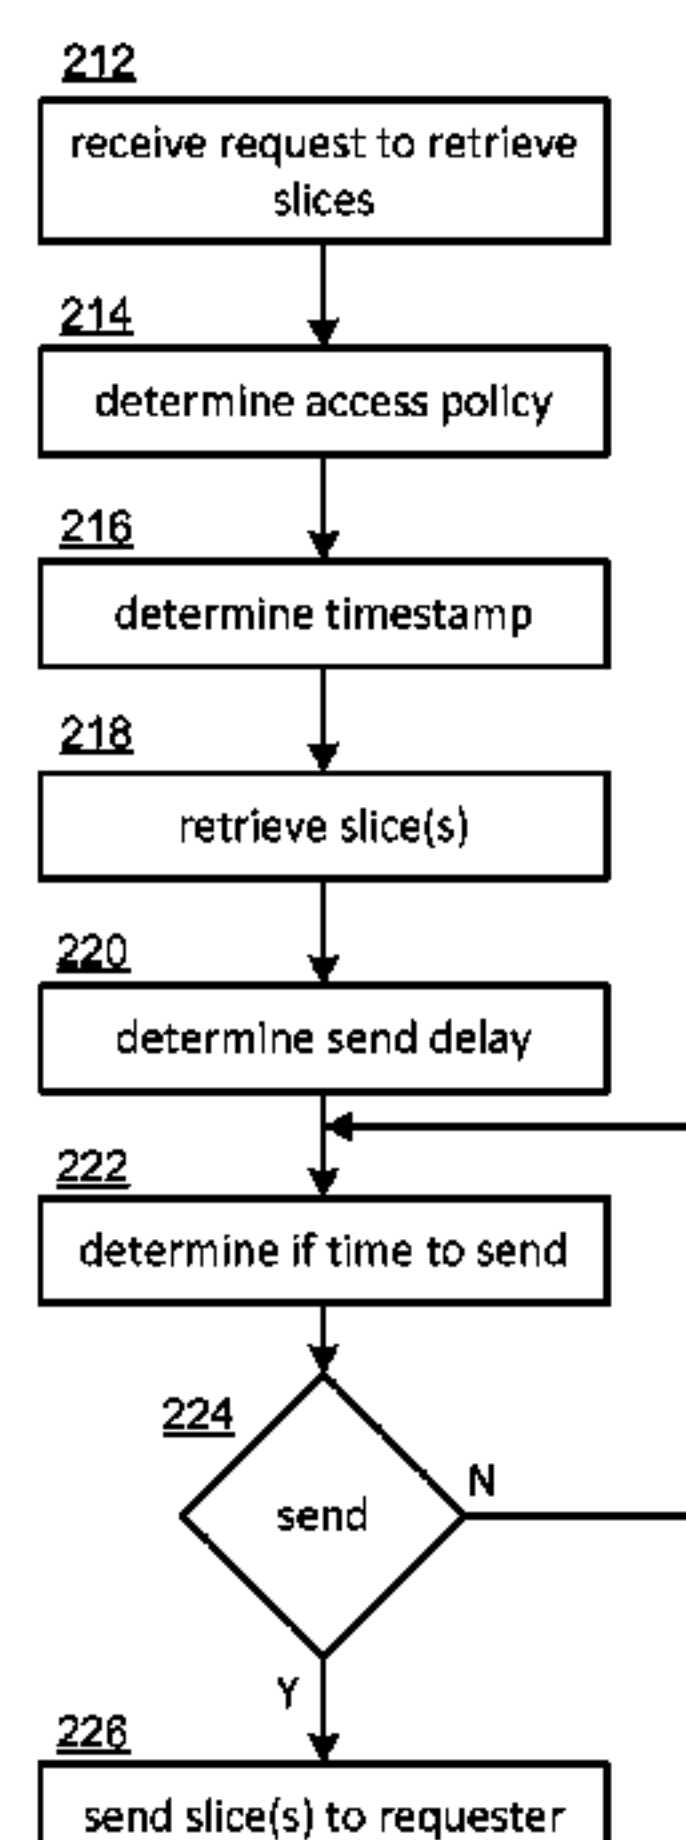 212
receive request to retrieve
slices
214
determine access policy
216
determine timestamp
218
retrieve slice(s)
220
determine send delay
222
determine if time to send
224
send
N
Y
226
send slice(s) to requester